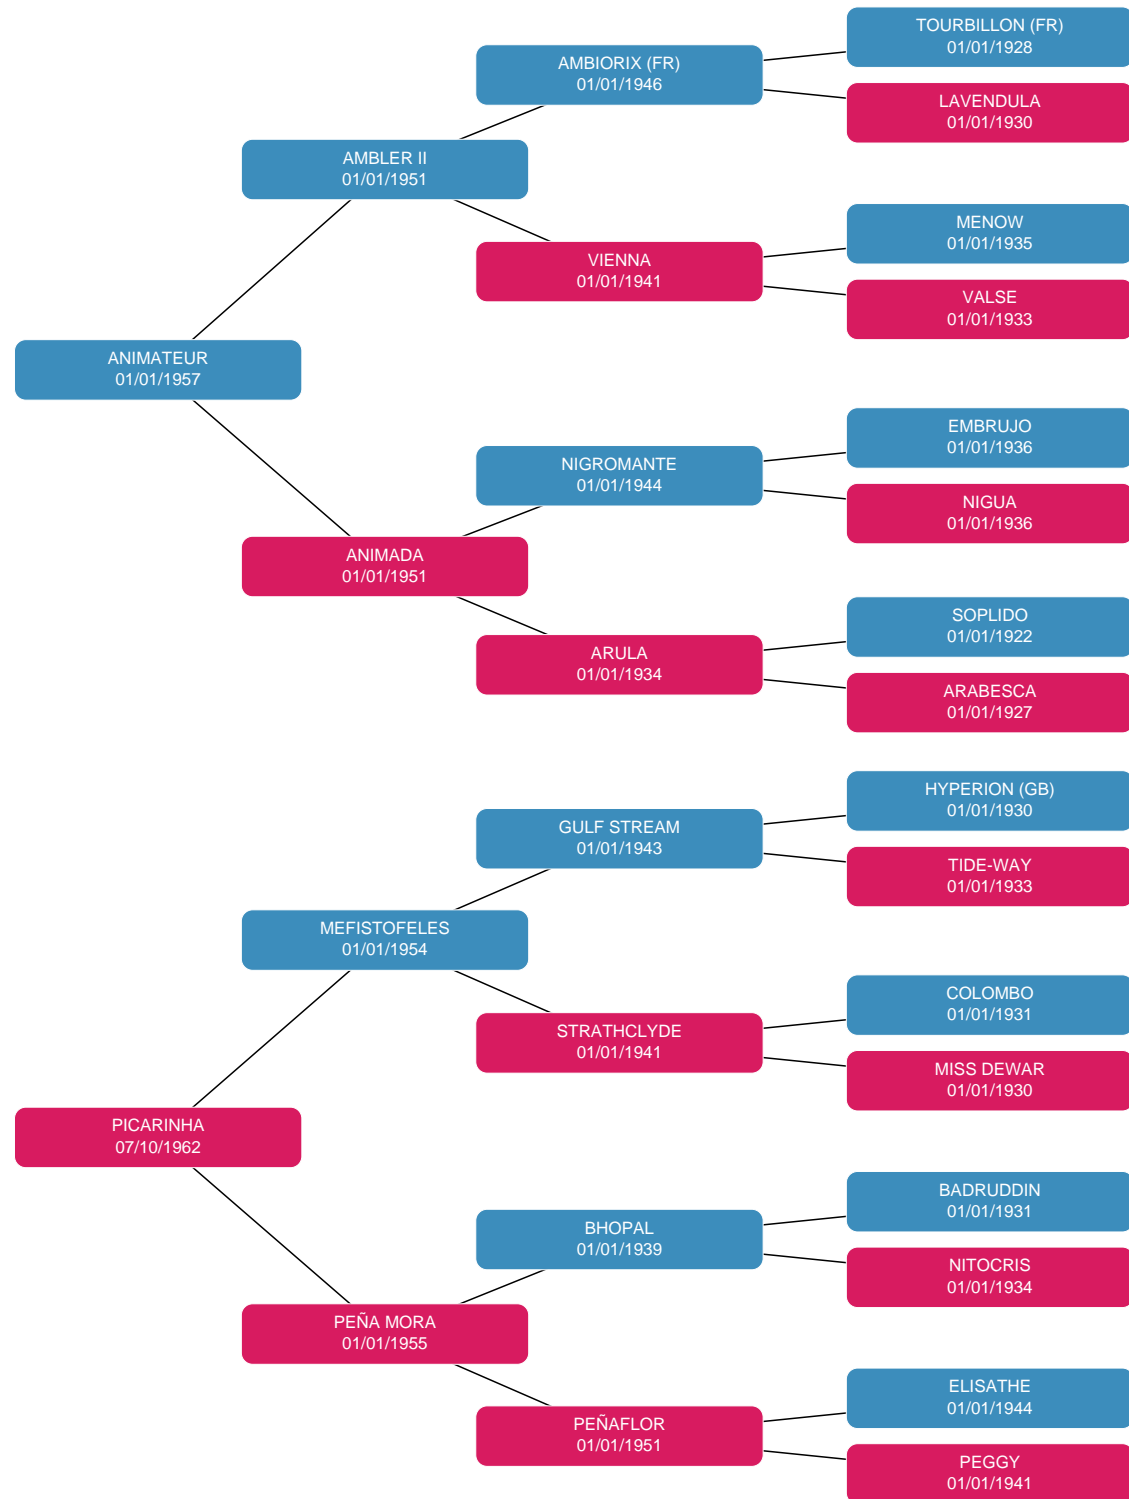 TOURBILLON (FR)
01/01/1928
AMBIORIX (FR)
01/01/1946
LAVENDULA
01/01/1930
AMBLER II
01/01/1951
MENOW
01/01/1935
VIENNA
01/01/1941
VALSE
01/01/1933
ANIMATEUR
01/01/1957
EMBRUJO
01/01/1936
NIGROMANTE
01/01/1944
NIGUA
01/01/1936
ANIMADA
01/01/1951
SOPLIDO
01/01/1922
ARULA
01/01/1934
ARABESCA
01/01/1927
HYPERION (GB)
01/01/1930
GULF STREAM
01/01/1943
TIDE-WAY
01/01/1933
MEFISTOFELES
01/01/1954
COLOMBO
01/01/1931
STRATHCLYDE
01/01/1941
MISS DEWAR
01/01/1930
PICARINHA
07/10/1962
BADRUDDIN
01/01/1931
BHOPAL
01/01/1939
NITOCRIS
01/01/1934
PEÑA MORA
01/01/1955
ELISATHE
01/01/1944
PEÑAFLOR
01/01/1951
PEGGY
01/01/1941